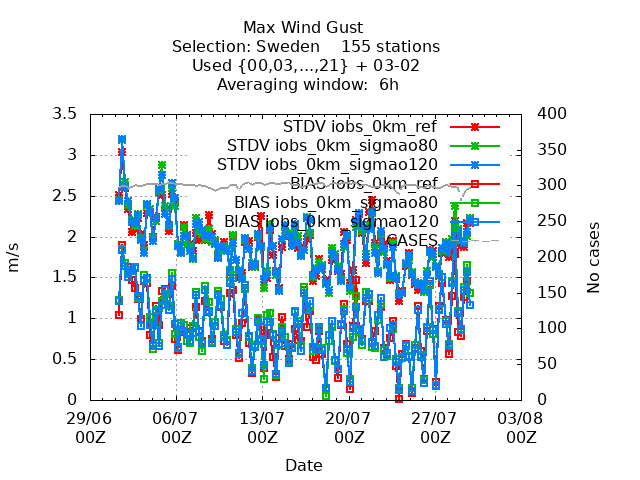 Max Wind Gust
Selection: Sweden    155 stations
Used {00,03,...,21} + 03-02
Averaging window:  6h
3.5
3
2.5
2
1.5
1
0.5
0
m/s
400
350
300
250
200
150
100
50
0
No cases
STDV iobs_0km_ref
STDV iobs_0km_sigmao80
STDV iobs_0km_sigmao120
BIAS iobs_0km_ref
BIAS iobs_0km_sigmao80
BIAS iobs_0km_sigmao120
CASES
29/06 06/07 13/07 20/07 27/07 03/08
00Z 00Z 00Z 00Z 00Z 00Z
Date